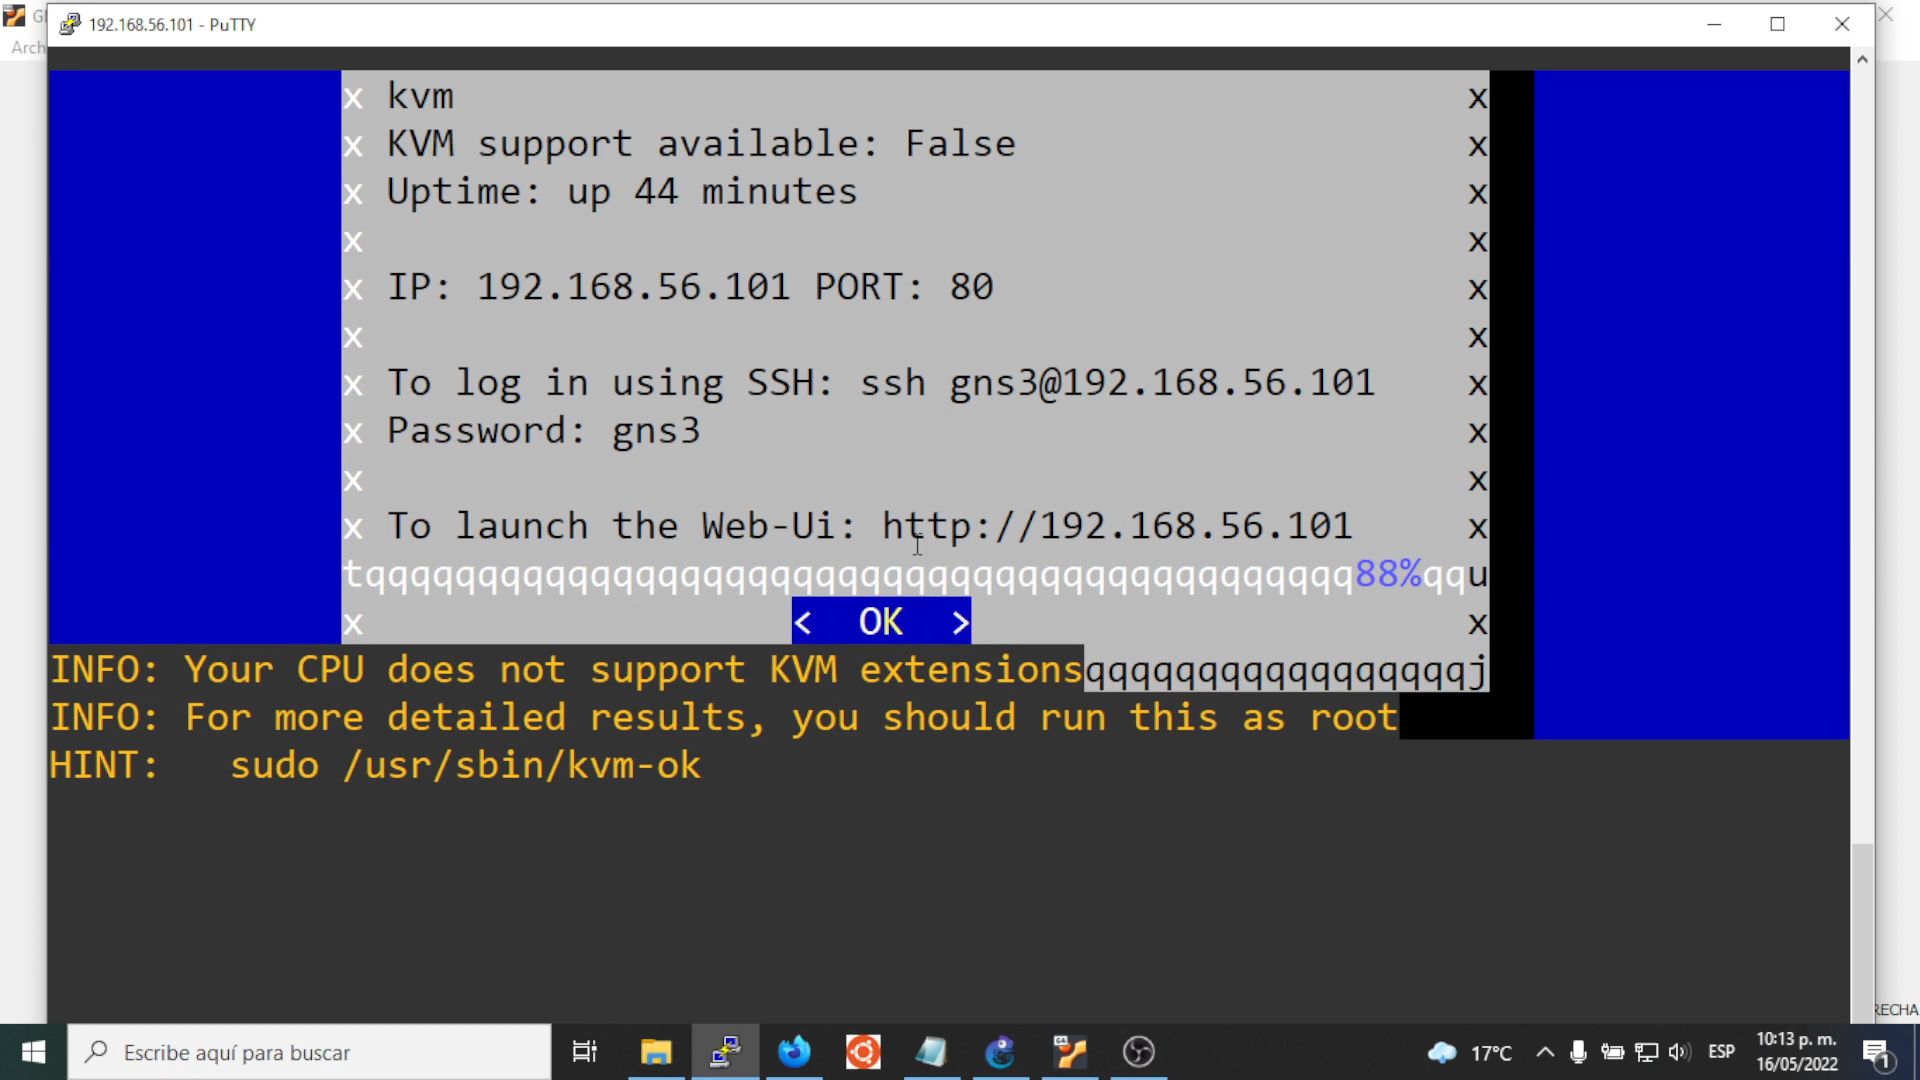 192.168.56.101 - PuTTY
Arch
x kvm x
x KVM support available: False x
x Uptime: up 44 minutes x
x x
x IP: 192.168.56.101 PORT: 80 x
x x
x To log in using SSH: ssh gns3@192.168.56.101 x
x Password: gns3 x
x x
x To launch the Web-Ui: http://192.168.56.101 x
tqqqqqqqqqqqqqqqqqqqqqqqqqqqqqqqqqqqqqqqqqqqq88%qqu
x < OK > x
INFO: Your CPU does not support KVM extensionsqqqqqqqqqqqqqqqqqj
INFO: For more detailed results, you should run this as root
HINT: sudo /usr/sbin/kvm-ok
RECHA
Escribe aquí para buscar
17°C
ESP
10:13 p. m.
16/05/2022
1